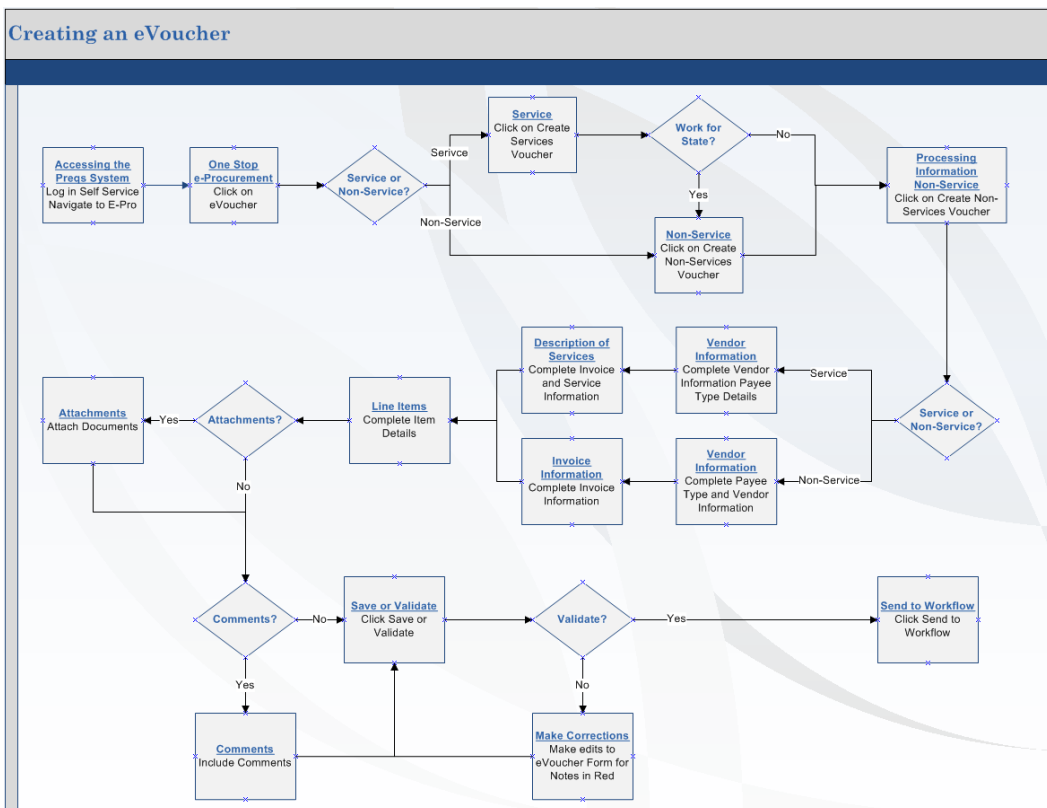 Creating an eVoucher
Accessing the
Preqs System
Log in Self Service
Navigate to E-Pro
One Stop
e-Procurement
Click on
eVoucher
Service or
Non-Service?
Serivce
Non-Service
Service
Click on Create
Services
Voucher
Work for
State?
No
Yes
Non-Service
Click on Create
Non-Services
Voucher
Processing
Information
Non-Service
Click on Create Non-
Services Voucher
Service or
Non-Service?
Service
Non-Service
Vendor
Information
Complete Vendor
Information Payee
Type Details
Description of
Services
Complete Invoice
and Service
Information
Vendor
Information
Complete Payee
Type and Vendor
Information
Invoice
Information
Complete Invoice
Information
Line Items
Complete Item
Details
Attachments?
Yes
Attachments
Attach Documents
No
Comments?
No
Yes
Comments
Include Comments
Save or Validate
Click Save or
Validate
Validate?
Yes
No
Make Corrections
Make edits to
eVoucher Form for
Notes in Red
Send to Workflow
Click Send to
Workflow